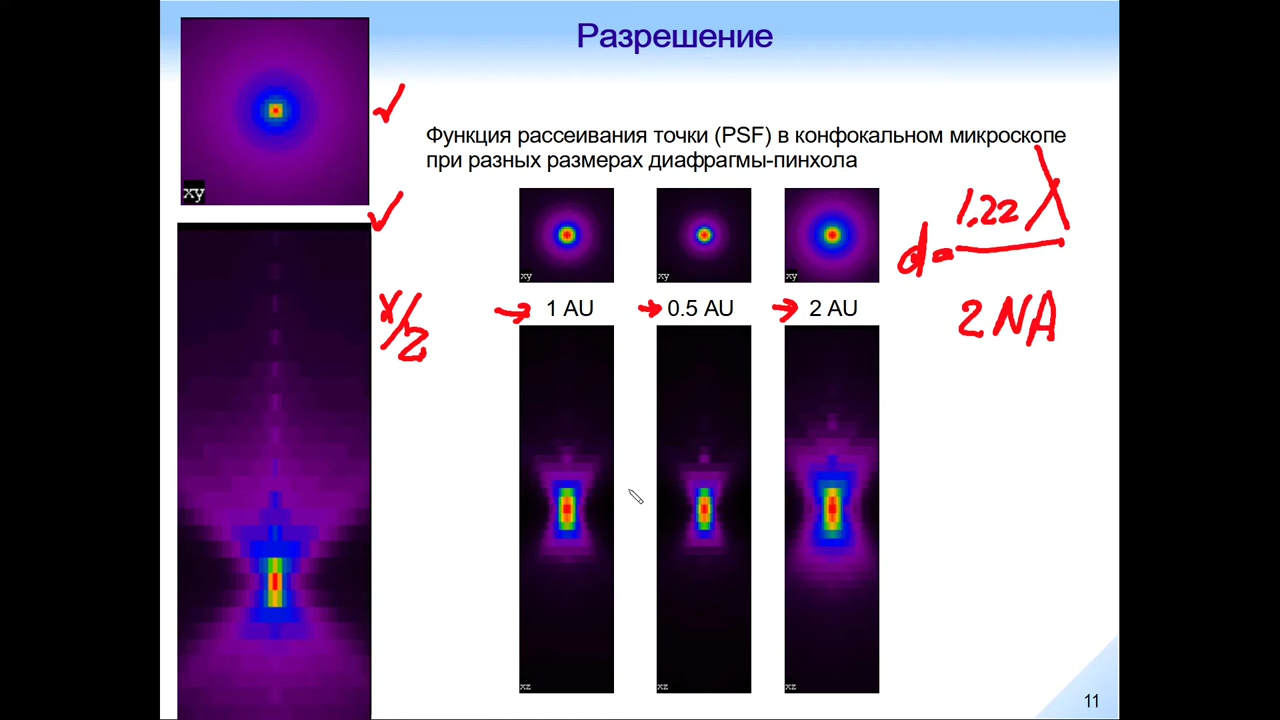 Разрешение
Функция рассеивания точки (PSF) в конфокальном микроскопе
при разных размерах диафрагмы-пинхола
xy
xy
xy
xy
1 AU
0.5 AU
2 AU
d = 1.22 λ
2 NA
x/z
xz
xz
xz
11